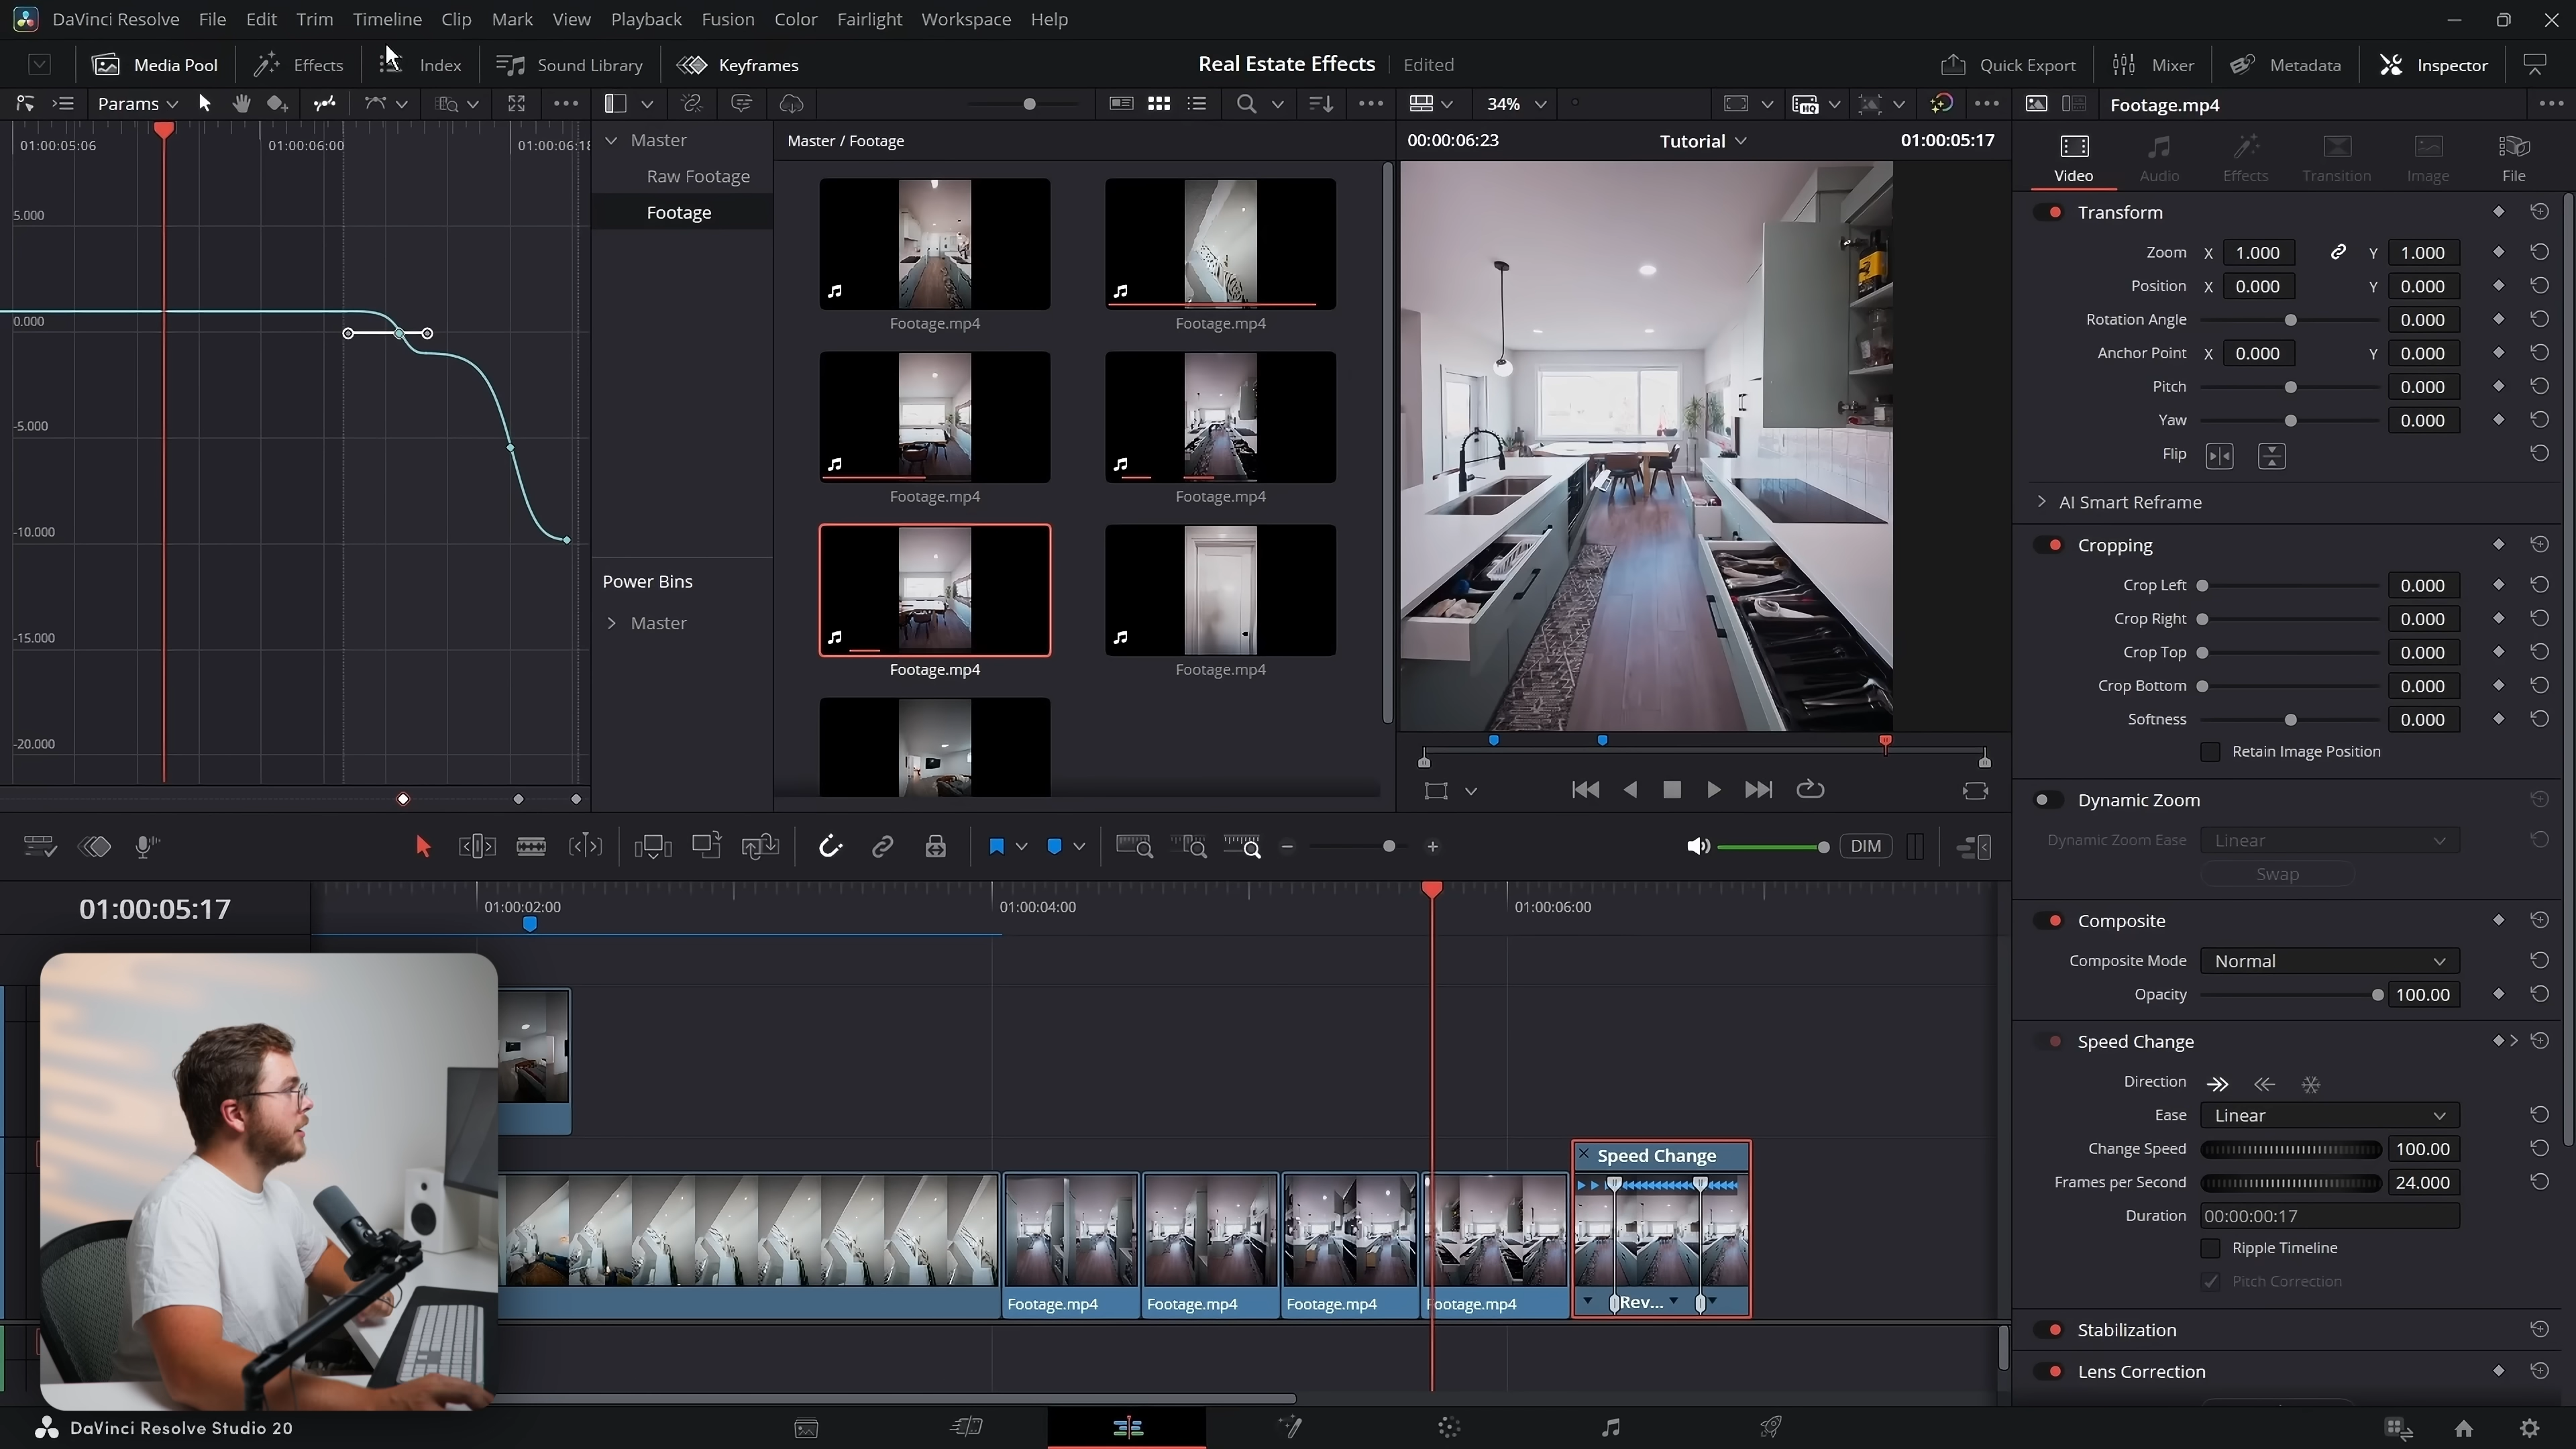 DaVinci Resolve File Edit Trim Timeline Clip Mark View Playback Fusion Color Fairlight Workspace Help
Media Pool Effects Index Sound Library Keyframes Real Estate Effects Edited Quick Export Mixer Metadata Inspector
Params 34% HQ Footage.mp4
01:00:05:06 01:00:06:00 01:00:06:18
Master Master / Footage 00:00:06:23 Tutorial 01:00:05:17
Raw Footage
Footage
Video Audio Effects Transition Image File
5.000
0.000
-5.000
-10.000
-15.000
-20.000
Power Bins
Master
Footage.mp4 Footage.mp4
Footage.mp4 Footage.mp4
Footage.mp4 Footage.mp4
Transform
Zoom X 1.000 Y 1.000
Position X 0.000 Y 0.000
Rotation Angle 0.000
Anchor Point X 0.000 Y 0.000
Pitch 0.000
Yaw 0.000
Flip
AI Smart Reframe
Cropping
Crop Left 0.000
Crop Right 0.000
Crop Top 0.000
Crop Bottom 0.000
Softness 0.000
Retain Image Position
Dynamic Zoom
Dynamic Zoom Ease Linear
Swap
Composite
Composite Mode Normal
Opacity 100.00
Speed Change
Direction
Ease Linear
Change Speed 100.00
Frames per Second 24.000
Duration 00:00:00:17
Ripple Timeline
Pitch Correction
Stabilization
Lens Correction
DIM
01:00:05:17 01:00:02:00 01:00:04:00 01:00:06:00
Speed Change
Footage.mp4 Footage.mp4 Footage.mp4 Footage.mp4 Rev...
DaVinci Resolve Studio 20